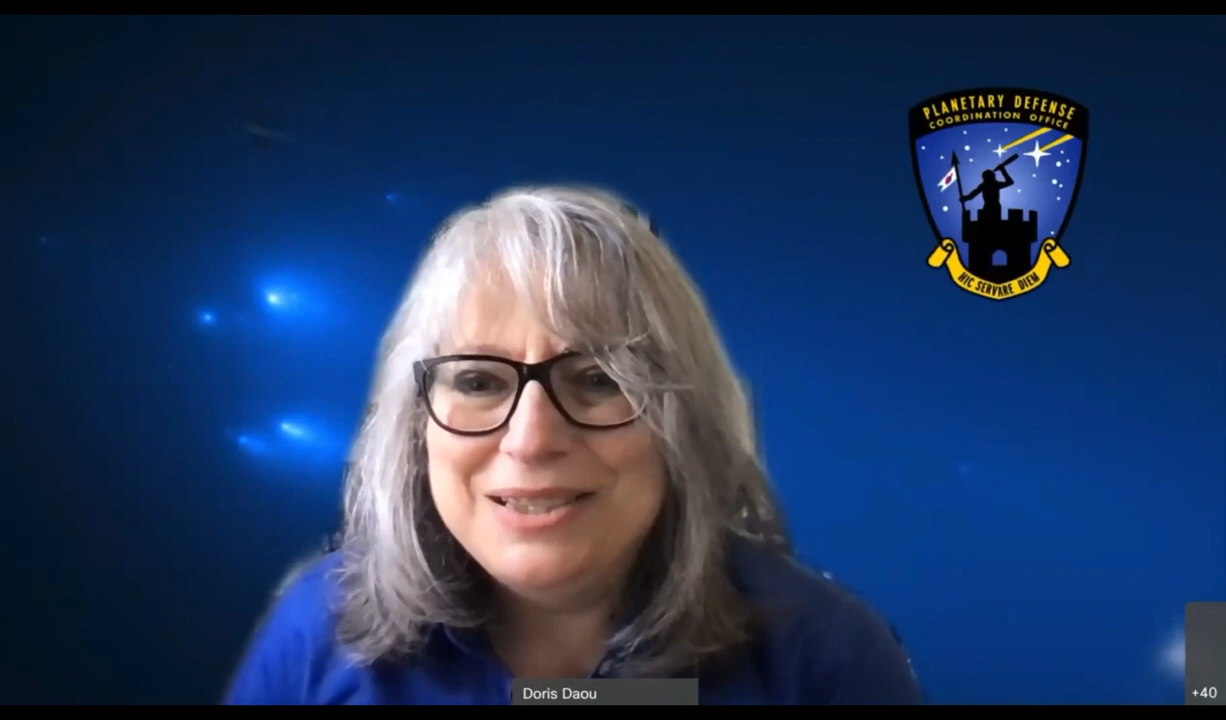 PLANETARY DEFENSE
COORDINATION OFFICE
HIC SERVARE DIEM
Doris Daou
+40